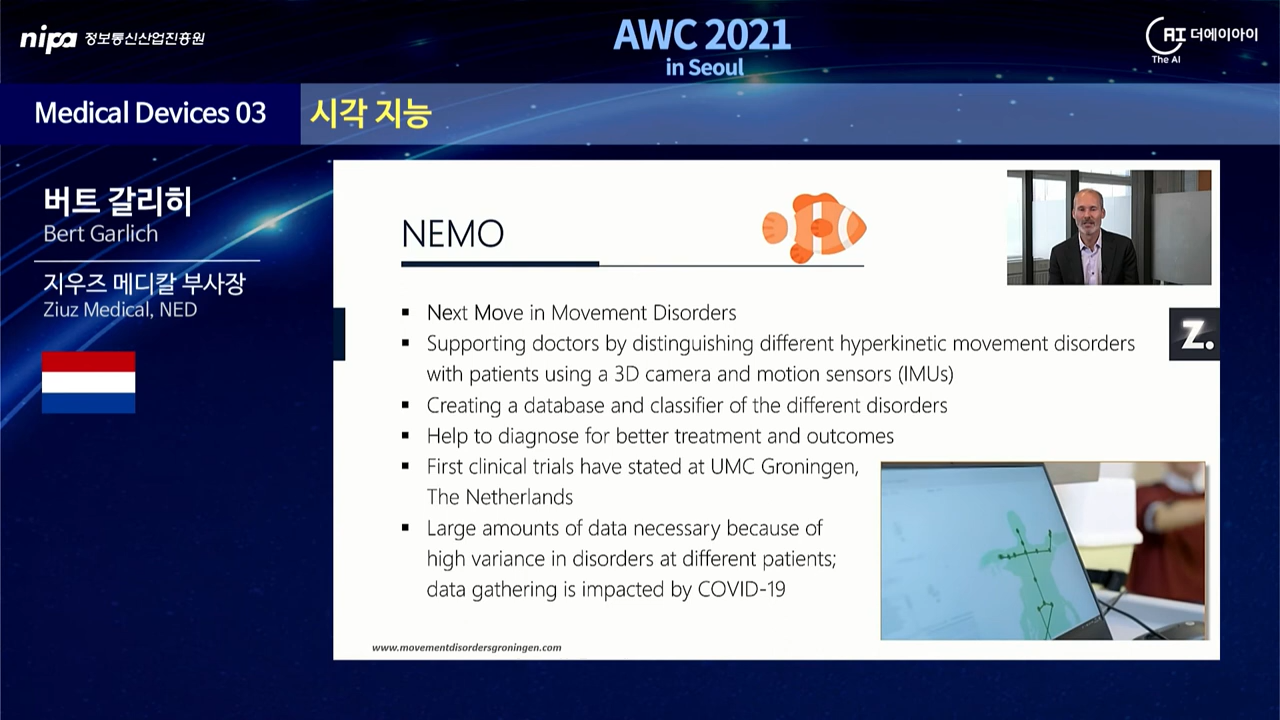 nipa 정보통신산업진흥원
AWC 2021
in Seoul
AI 더에이아이
The AI
Medical Devices 03
시각 지능
버트 갈리히
Bert Garlich
지우즈 메디칼 부사장
Ziuz Medical, NED
NEMO
Z.
▪ Next Move in Movement Disorders
▪ Supporting doctors by distinguishing different hyperkinetic movement disorders
with patients using a 3D camera and motion sensors (IMUs)
▪ Creating a database and classifier of the different disorders
▪ Help to diagnose for better treatment and outcomes
▪ First clinical trials have stated at UMC Groningen,
The Netherlands
▪ Large amounts of data necessary because of
high variance in disorders at different patients;
data gathering is impacted by COVID-19
www.movementdisordersgroningen.com